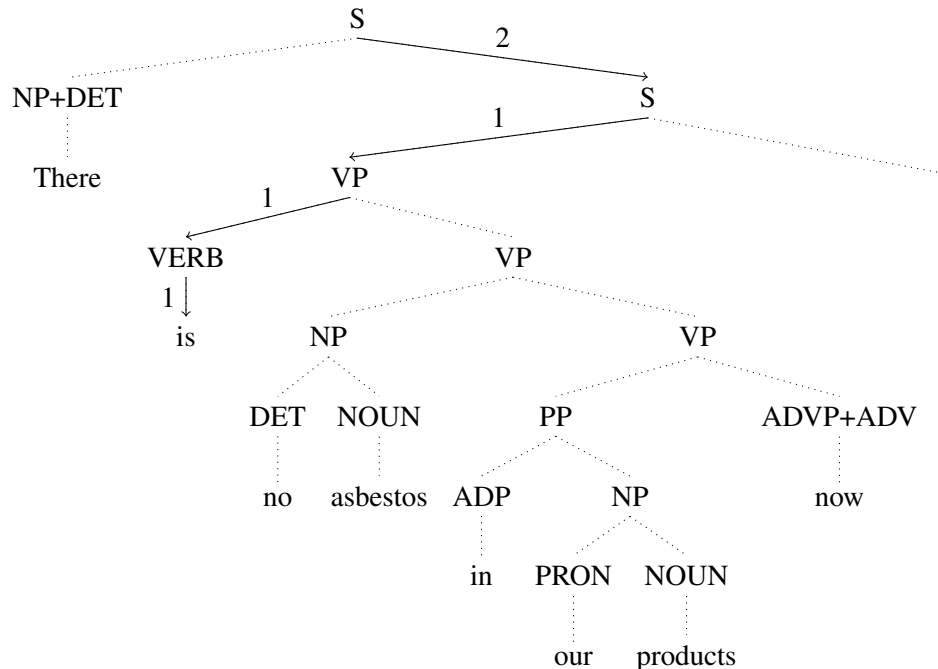 S
2
NP+DET S
1
There VP
1
VERB VP
1
is NP VP
DET NOUN PP ADVP+ADV
no asbestos ADP NP now
in PRON NOUN
our products